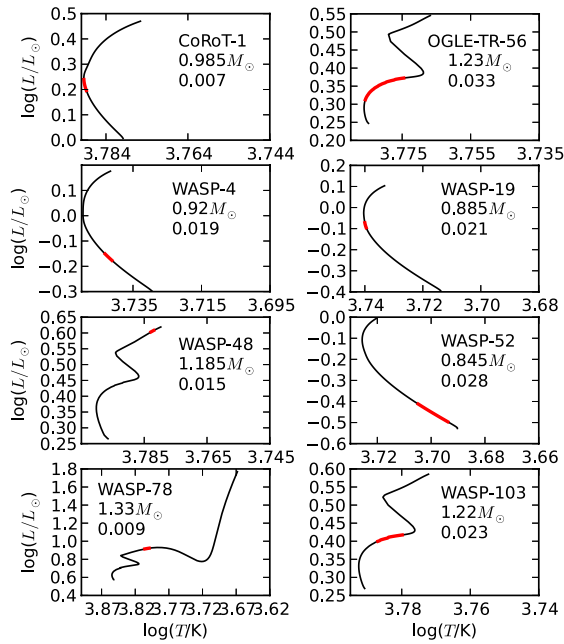 log(L/L☉)
0.5
0.4
0.3
0.2
0.1
0.0
CoRoT-1
0.985M☉
0.007
3.784 3.764 3.744
0.55
0.50
0.45
0.40
0.35
0.30
0.25
0.20
OGLE-TR-56
1.23M☉
0.033
3.775 3.755 3.735
log(L/L☉)
0.1
0.0
−0.1
−0.2
−0.3
WASP-4
0.92M☉
0.019
3.735 3.715 3.695
0.2
0.1
0.0
−0.1
−0.2
−0.3
−0.4
WASP-19
0.885M☉
0.021
3.74 3.72 3.70 3.68
log(L/L☉)
0.65
0.60
0.55
0.50
0.45
0.40
0.35
0.30
0.25
WASP-48
1.185M☉
0.015
3.785 3.765 3.745
0.0
−0.1
−0.2
−0.3
−0.4
−0.5
−0.6
WASP-52
0.845M☉
0.028
3.72 3.70 3.68 3.66
log(L/L☉)
1.8
1.6
1.4
1.2
1.0
0.8
0.6
0.4
WASP-78
1.33M☉
0.009
3.87 3.82 3.77 3.72 3.67 3.62
log(T/K)
0.60
0.55
0.50
0.45
0.40
0.35
0.30
0.25
WASP-103
1.22M☉
0.023
3.78 3.76 3.74
log(T/K)